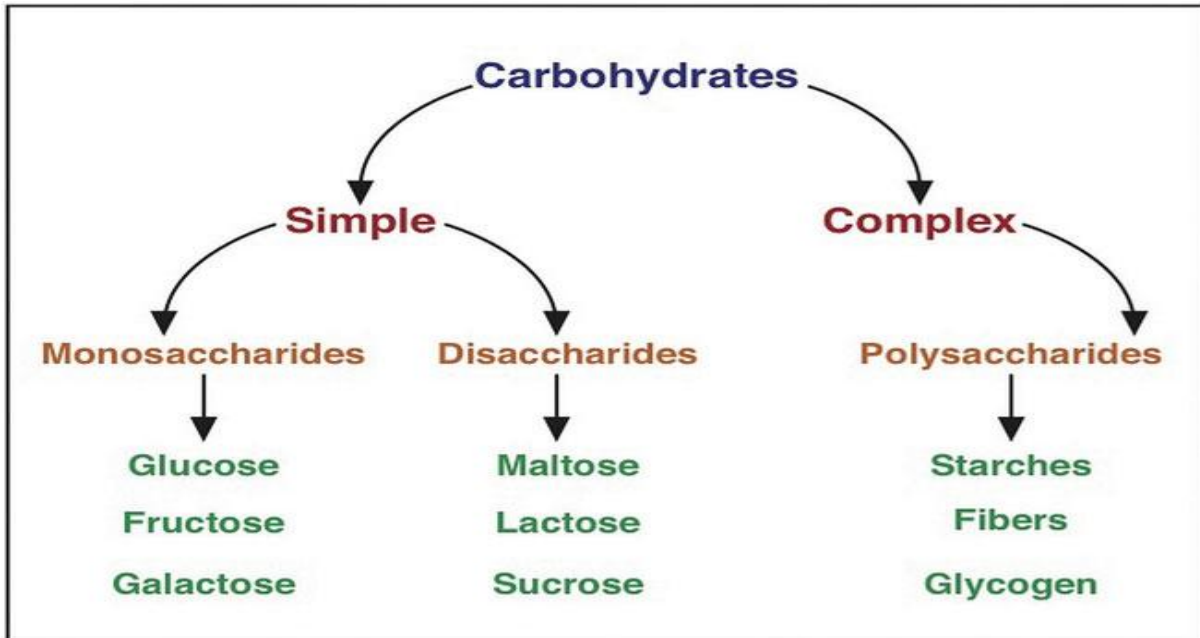 Carbohydrates
Simple
Complex
Monosaccharides
Disaccharides
Polysaccharides
Glucose
Maltose
Starches
Fructose
Lactose
Fibers
Galactose
Sucrose
Glycogen